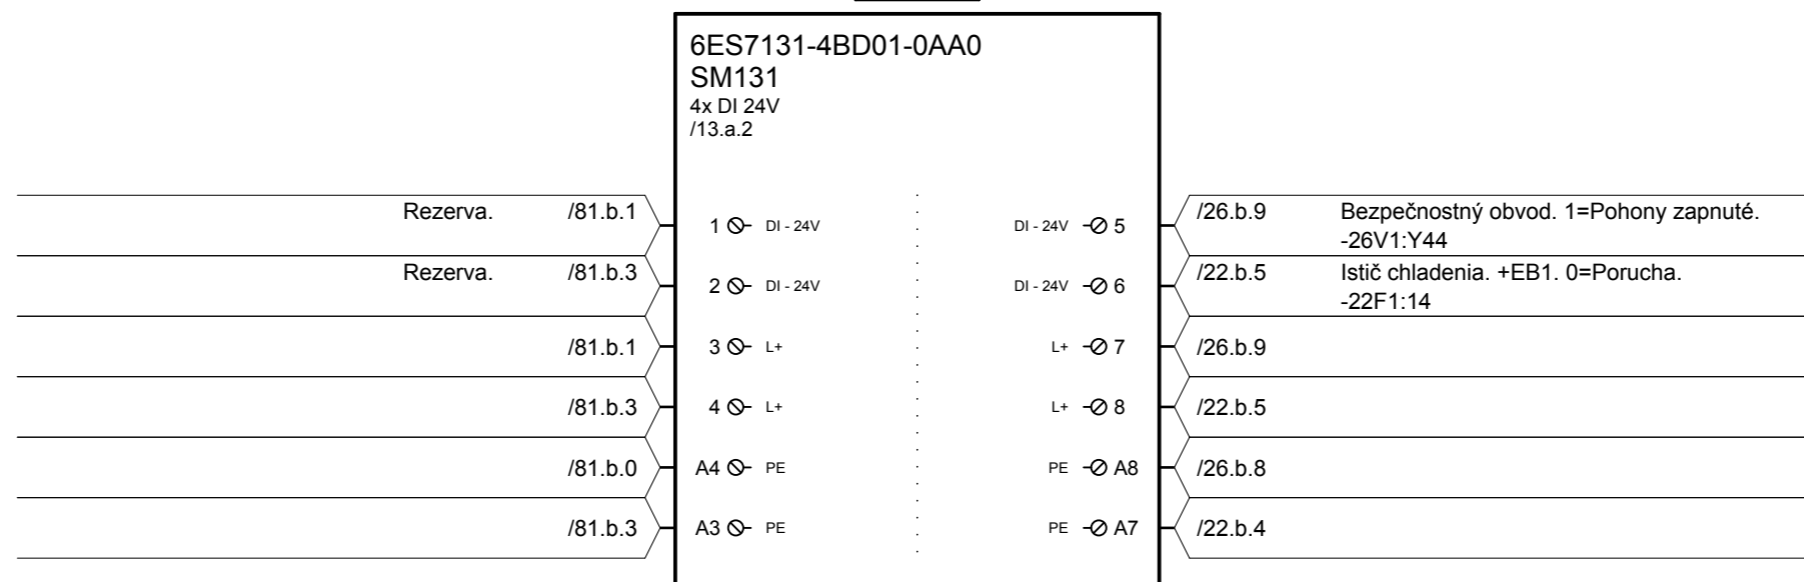 6ES7131-4BD01-0AA0
SM131
4x DI 24V
/13.a.2
Rezerva. /81.b.1 1 DI - 24V DI - 24V 5 /26.b.9 Bezpečnostný obvod. 1=Pohony zapnuté.
-26V1:Y44
Rezerva. /81.b.3 2 DI - 24V DI - 24V 6 /22.b.5 Istič chladenia. +EB1. 0=Porucha.
-22F1:14
/81.b.1 3 L+ L+ 7 /26.b.9
/81.b.3 4 L+ L+ 8 /22.b.5
/81.b.0 A4 PE PE A8 /26.b.8
/81.b.3 A3 PE PE A7 /22.b.4